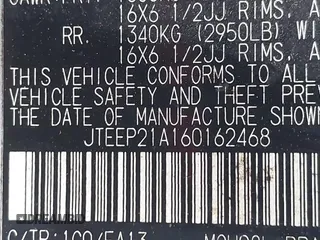 16X6 1/2JJ RIMS, A
RR. 1340KG (2950LB) WI
16X6 1/2JJ RIMS, A
THIS VEHICLE CONFORMS TO ALL
VEHICLE SAFETY AND THEFT PREV
THE DATE OF MANUFACTURE SHOWN
JTEEP21A160162468